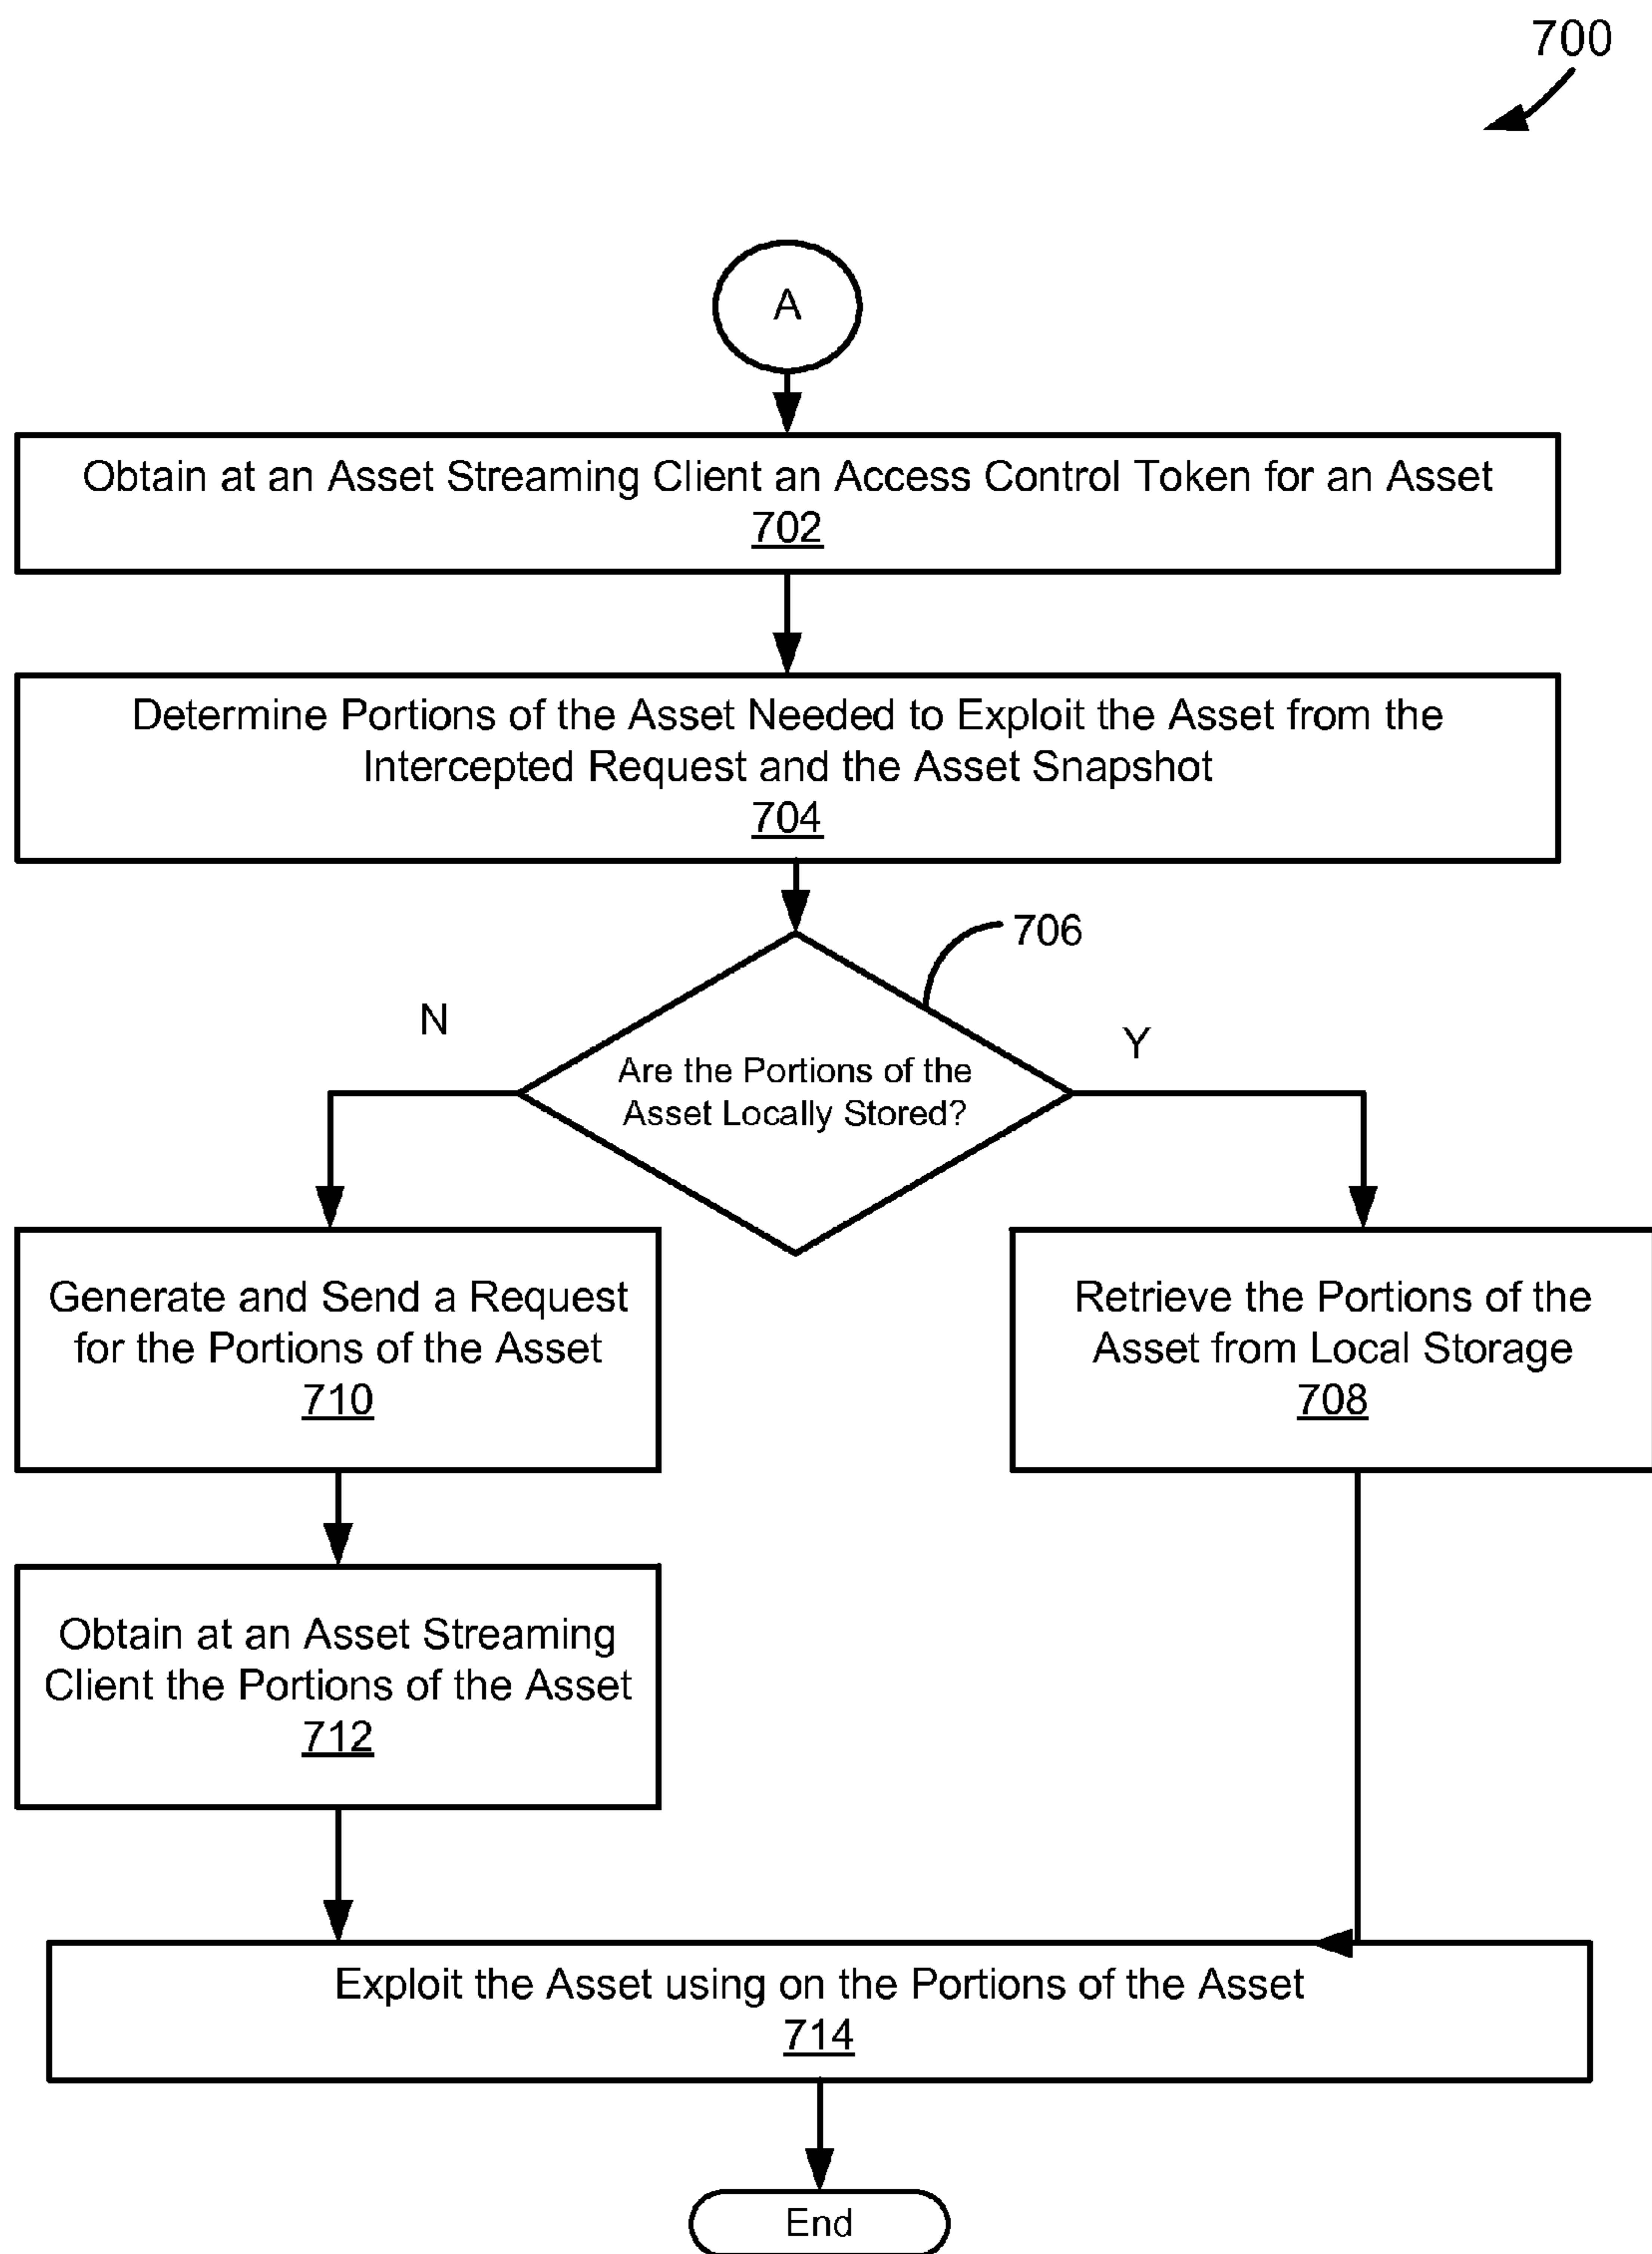 700
A
Obtain at an Asset Streaming Client an Access Control Token for an Asset
702
Determine Portions of the Asset Needed to Exploit the Asset from the
Intercepted Request and the Asset Snapshot
704
706
N
Y
Are the Portions of the
Asset Locally Stored?
Generate and Send a Request
for the Portions of the Asset
710
Retrieve the Portions of the
Asset from Local Storage
708
Obtain at an Asset Streaming
Client the Portions of the Asset
712
Exploit the Asset using on the Portions of the Asset
714
End